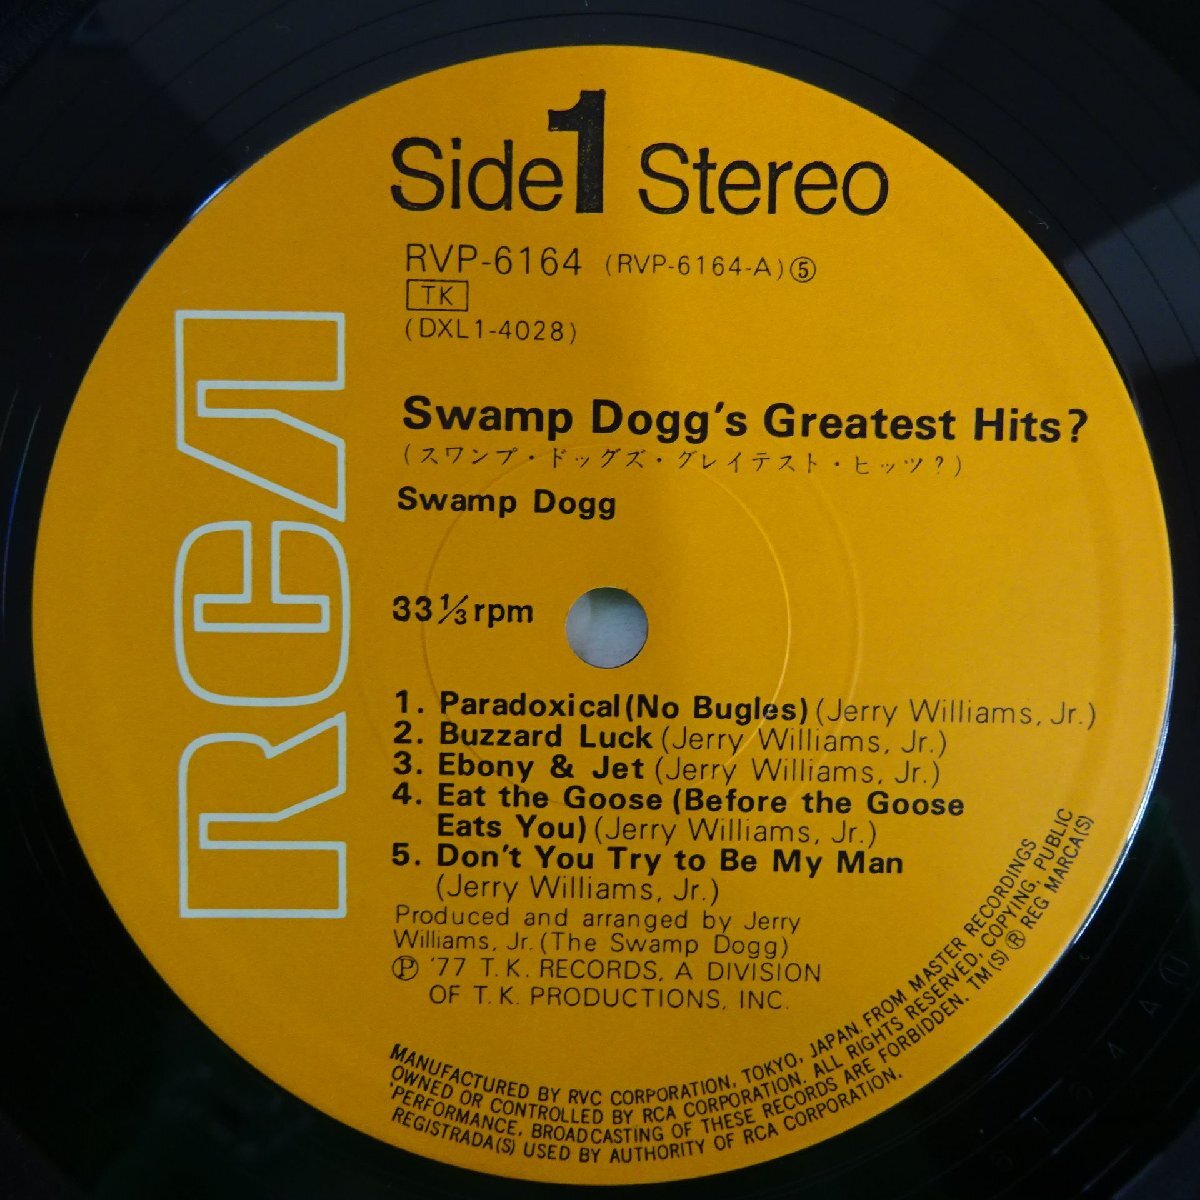 Side 1 Stereo
RVP-6164 (RVP-6164-A)⑤
TK
(DXL1-4028)
RCA
Swamp Dogg's Greatest Hits?
(スワンプ・ドッグズ・グレイテスト・ヒッツ?)
Swamp Dogg
33⅓rpm
1. Paradoxical(No Bugles)(Jerry Williams, Jr.)
2. Buzzard Luck(Jerry Williams, Jr.)
3. Ebony & Jet(Jerry Williams, Jr.)
4. Eat the Goose(Before the Goose
Eats You)(Jerry Williams, Jr.)
5. Don't You Try to Be My Man
(Jerry Williams, Jr.)
Produced and arranged by Jerry
Williams, Jr.(The Swamp Dogg)
℗ '77 T.K. RECORDS, A DIVISION
OF T.K. PRODUCTIONS, INC.
MANUFACTURED BY RVC CORPORATION, TOKYO, JAPAN, FROM MASTER RECORDINGS
OWNED OR CONTROLLED BY RCA CORPORATION. ALL RIGHTS RESERVED, COPYING, PUBLIC
'PERFORMANCE, BROADCASTING OF THESE RECORDS ARE FORBIDDEN. TM(S) ® REG MARCA(S)
REGISTRADA(S) USED BY AUTHORITY OF RCA CORPORATION.